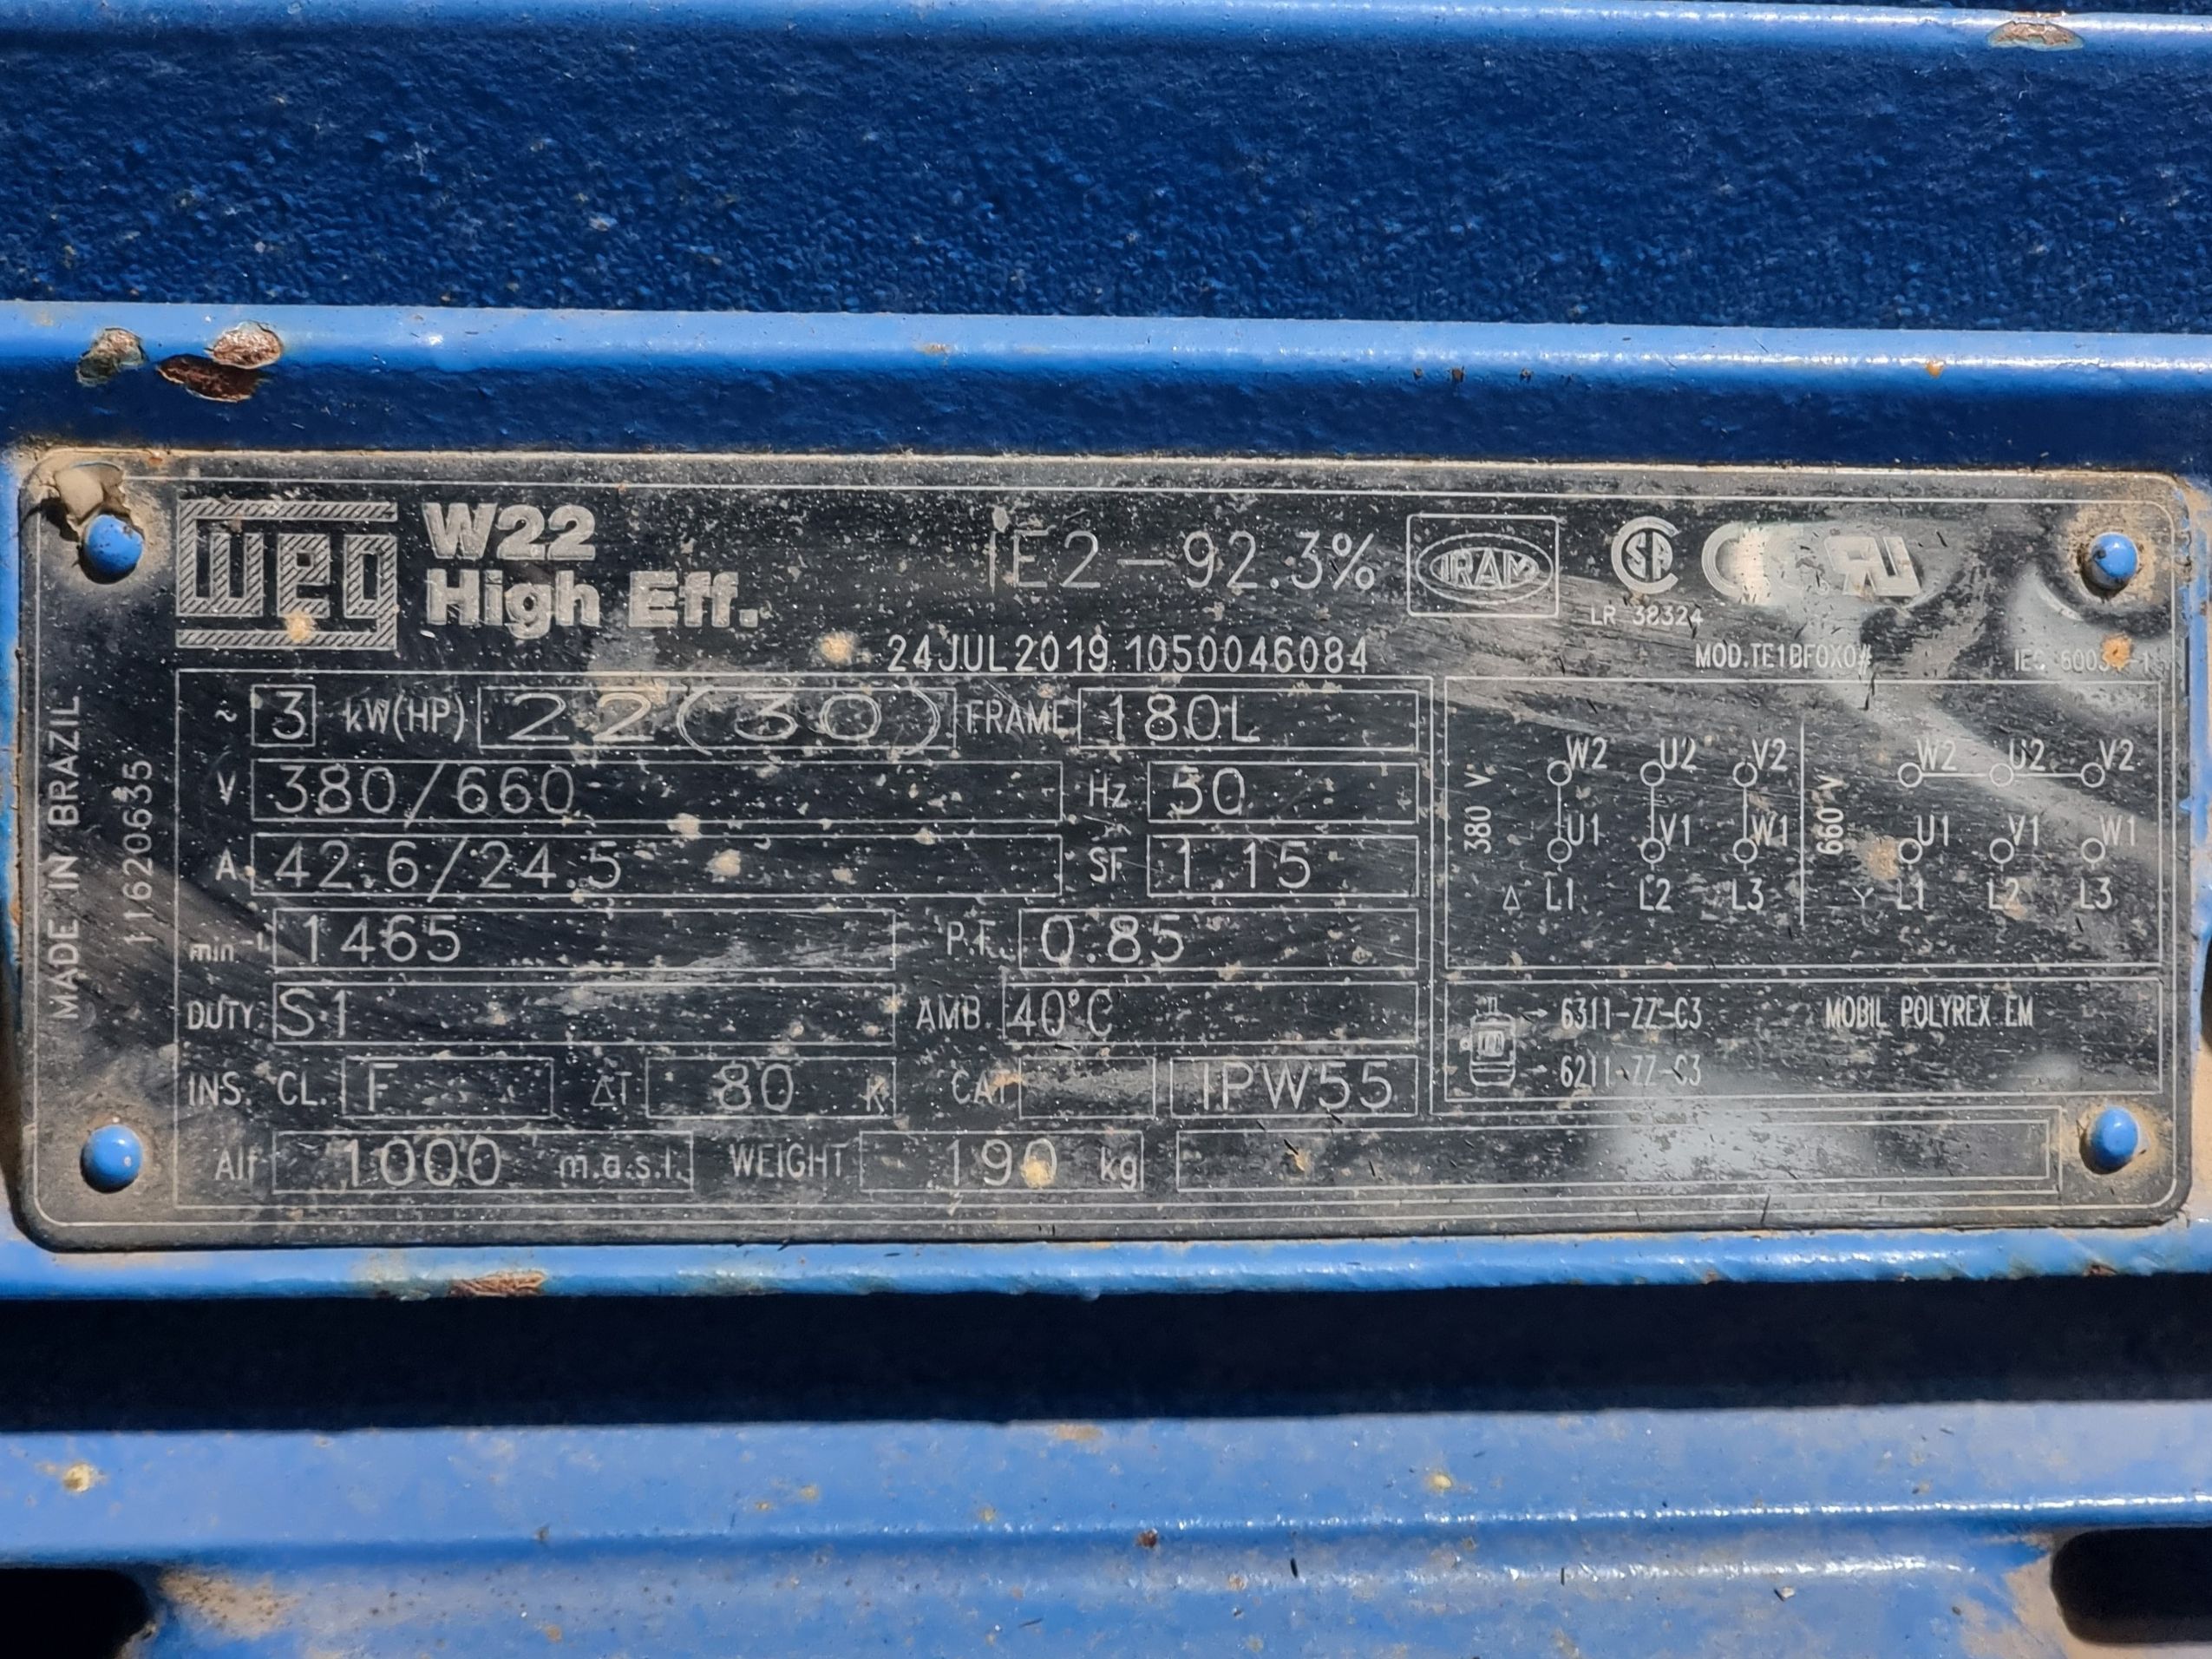 WEG W22 High Eff. IE2-92.3% IRAM CSA C RU
LR 38324
24JUL2019 1050046084 MOD.TE1BF0X0#
MADE IN BRAZIL
11620635
~ 3 kW(HP) 22(30) FRAME 180L
V 380/660 Hz 50
A 42.6/24.5 SF 1.15
min-1 1465 P.F. 0.85
DUTY S1 AMB. 40°C
INS. CL. F ΔT 80 K CAT IPW55
Alt 1000 m.a.s.l. WEIGHT 190 kg
380 V
W2 U2 V2
U1 V1 W1
Δ L1 L2 L3
660 V
W2 U2 V2
U1 V1 W1
Y L1 L2 L3
6311-ZZ-C3 MOBIL POLYREX EM
6211-ZZ-C3